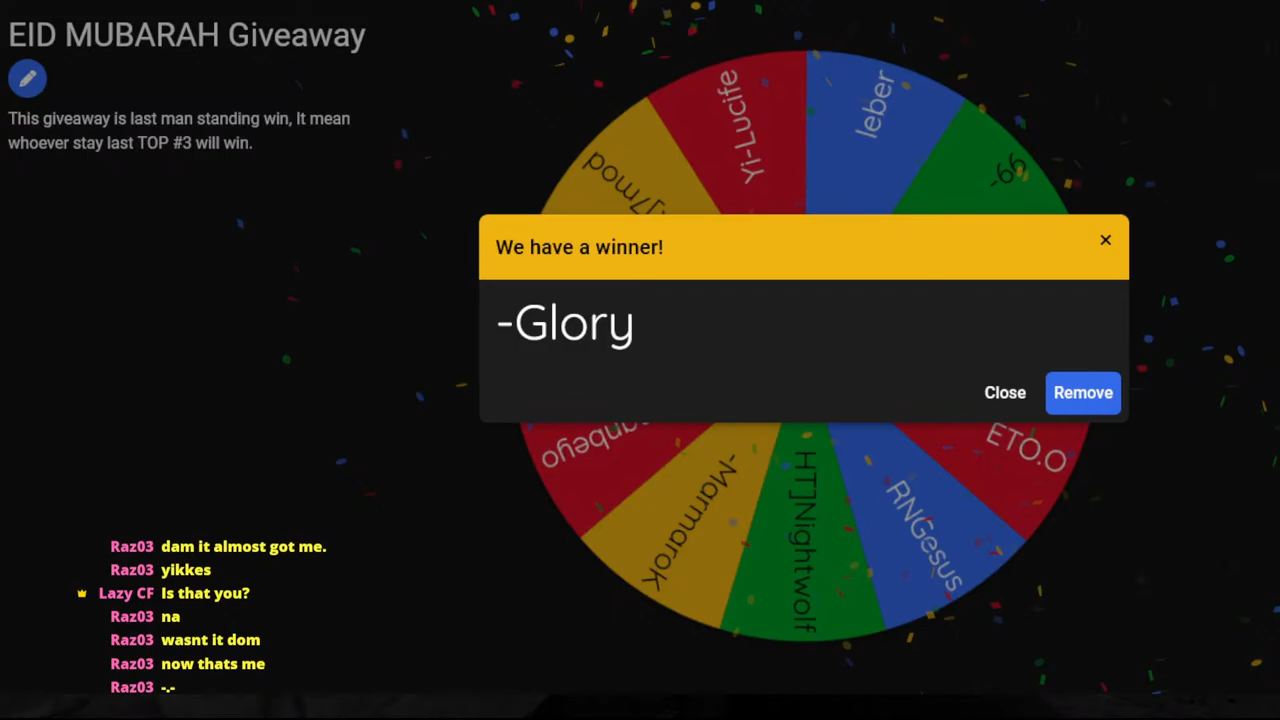 EID MUBARAH Giveaway
This giveaway is last man standing win, It mean
whoever stay last TOP #3 will win.
Yi-Lucife
leber
-99
We have a winner!
-Glory
Close
Remove
ETO.O
RNGesus
HT]Nightwolf
-MarmaroK
Raz03 dam it almost got me.
Raz03 yikkes
Lazy CF Is that you?
Raz03 na
Raz03 wasnt it dom
Raz03 now thats me
Raz03 -.-